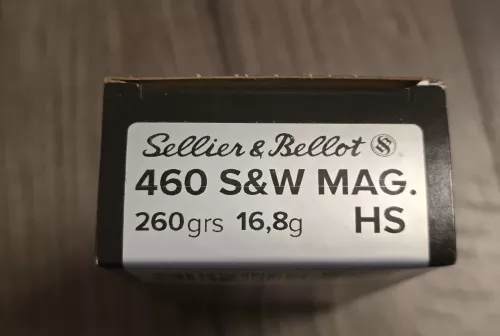 Sellier & Bellot
460 S&W MAG.
260grs 16,8g HS